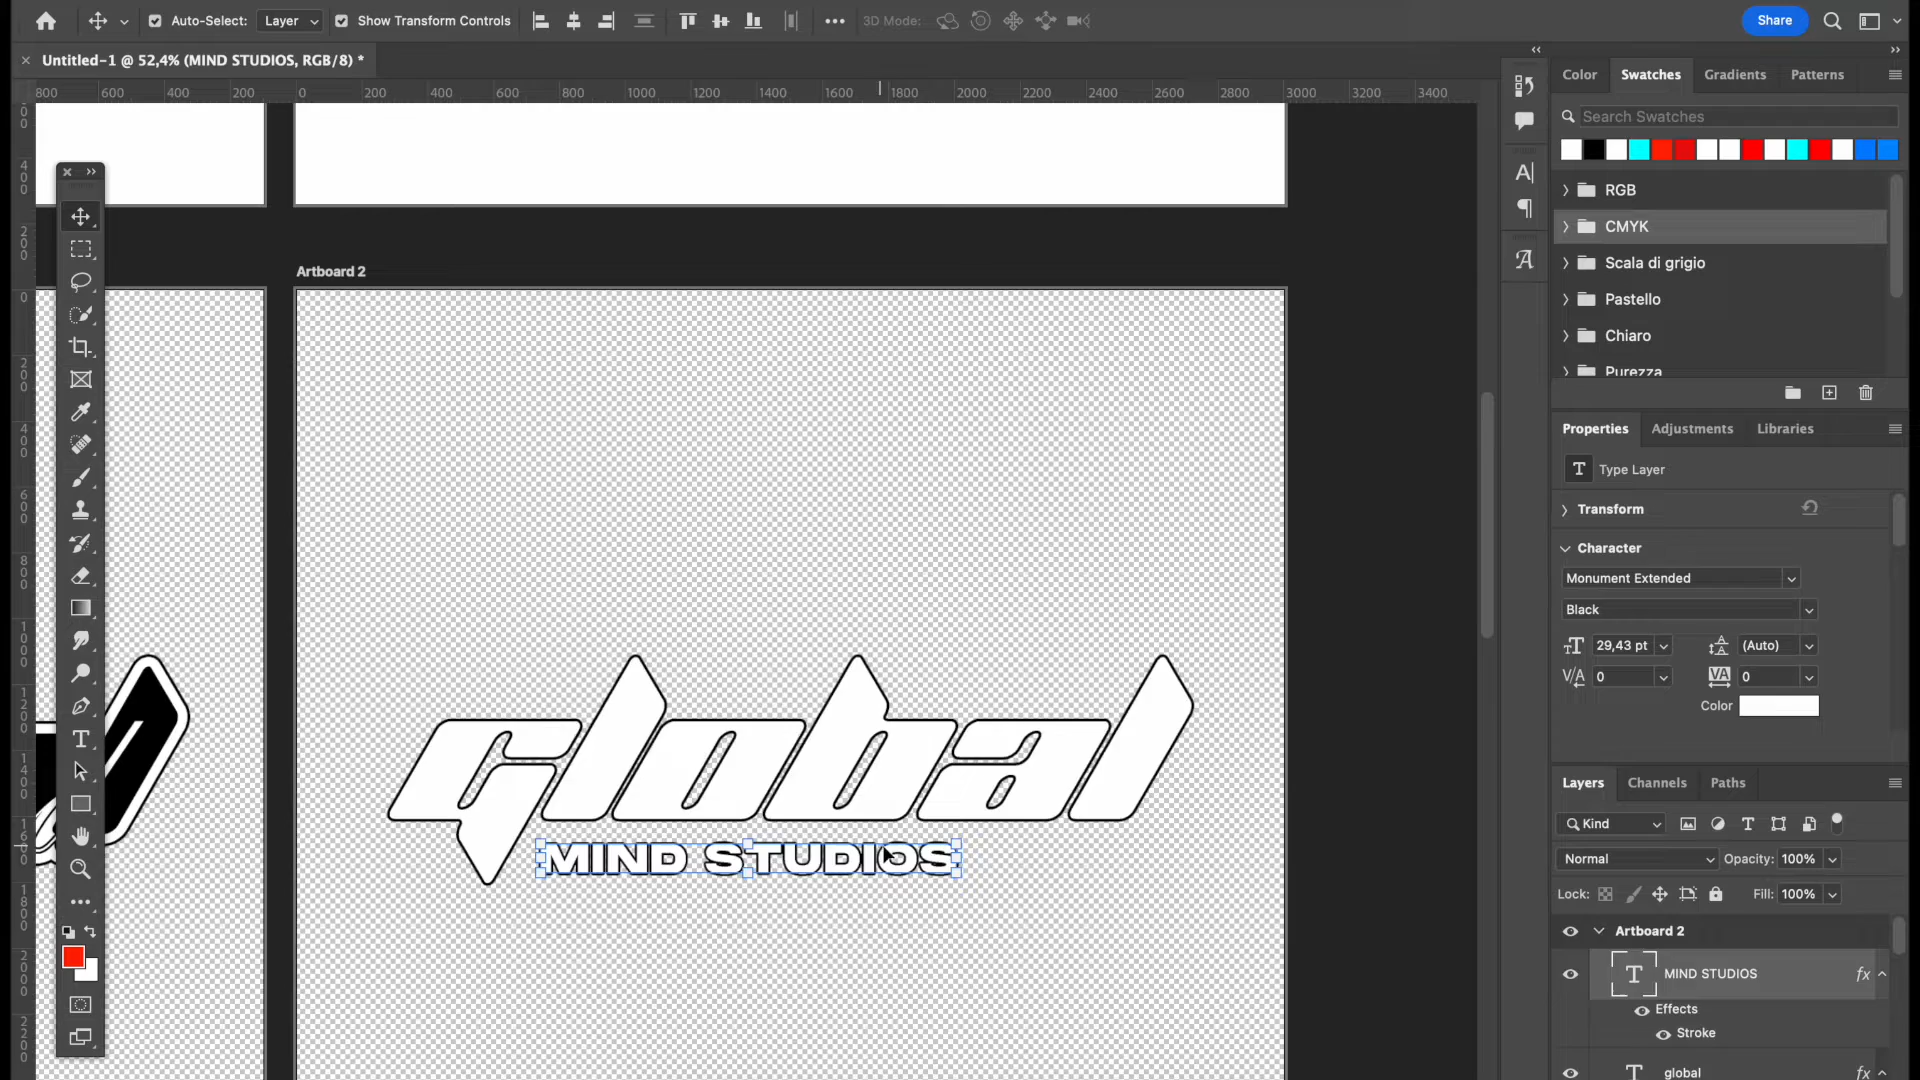 Auto-Select: Layer Show Transform Controls 3D Mode: Share
Untitled-1 @ 52,4% (MIND STUDIOS, RGB/8) *
800 600 400 200 0 200 400 600 800 1000 1200 1400 1600 1800 2000 2200 2400 2600 2800 3000 3200 3400
Color Swatches Gradients Patterns
Search Swatches
RGB
CMYK
Scala di grigio
Pastello
Chiaro
Purezza
Artboard 2
global
MIND STUDIOS
Properties Adjustments Libraries
T Type Layer
Transform
Character
Monument Extended
Black
29,43 pt (Auto)
0 0
Color
Layers Channels Paths
Kind
Normal Opacity: 100%
Lock: Fill: 100%
Artboard 2
T MIND STUDIOS fx
Effects
Stroke
T global fx